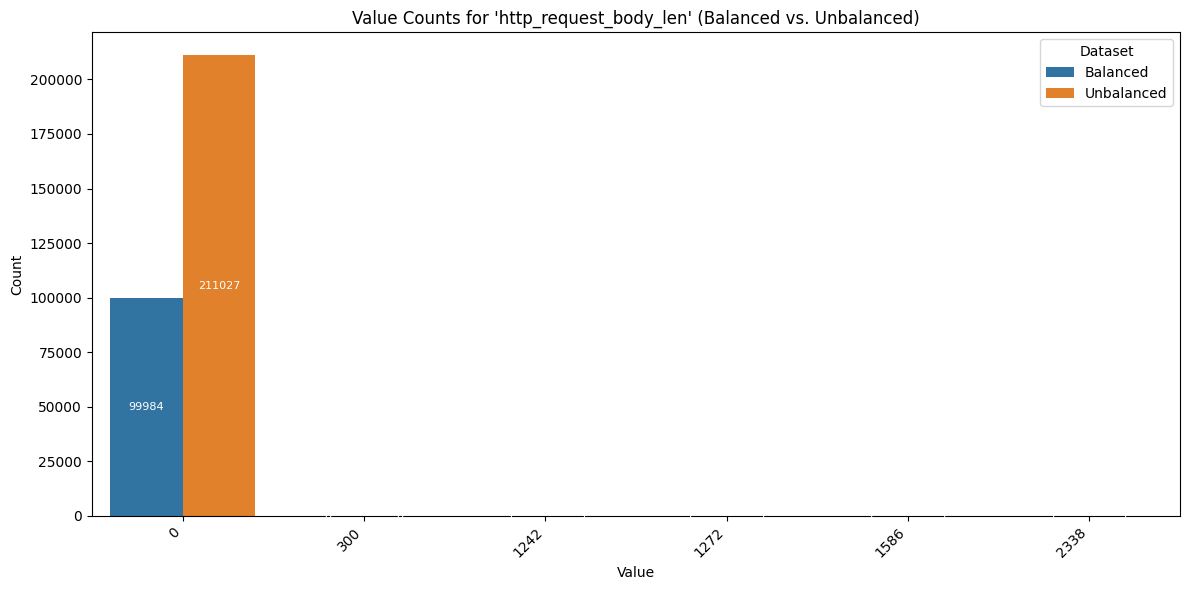 Value Counts for 'http_request_body_len' (Balanced vs. Unbalanced)
Dataset
Balanced
Unbalanced
Count
200000
175000
150000
125000
100000
75000
50000
25000
0
211027
99984
0
300
1242
1272
1586
2338
Value